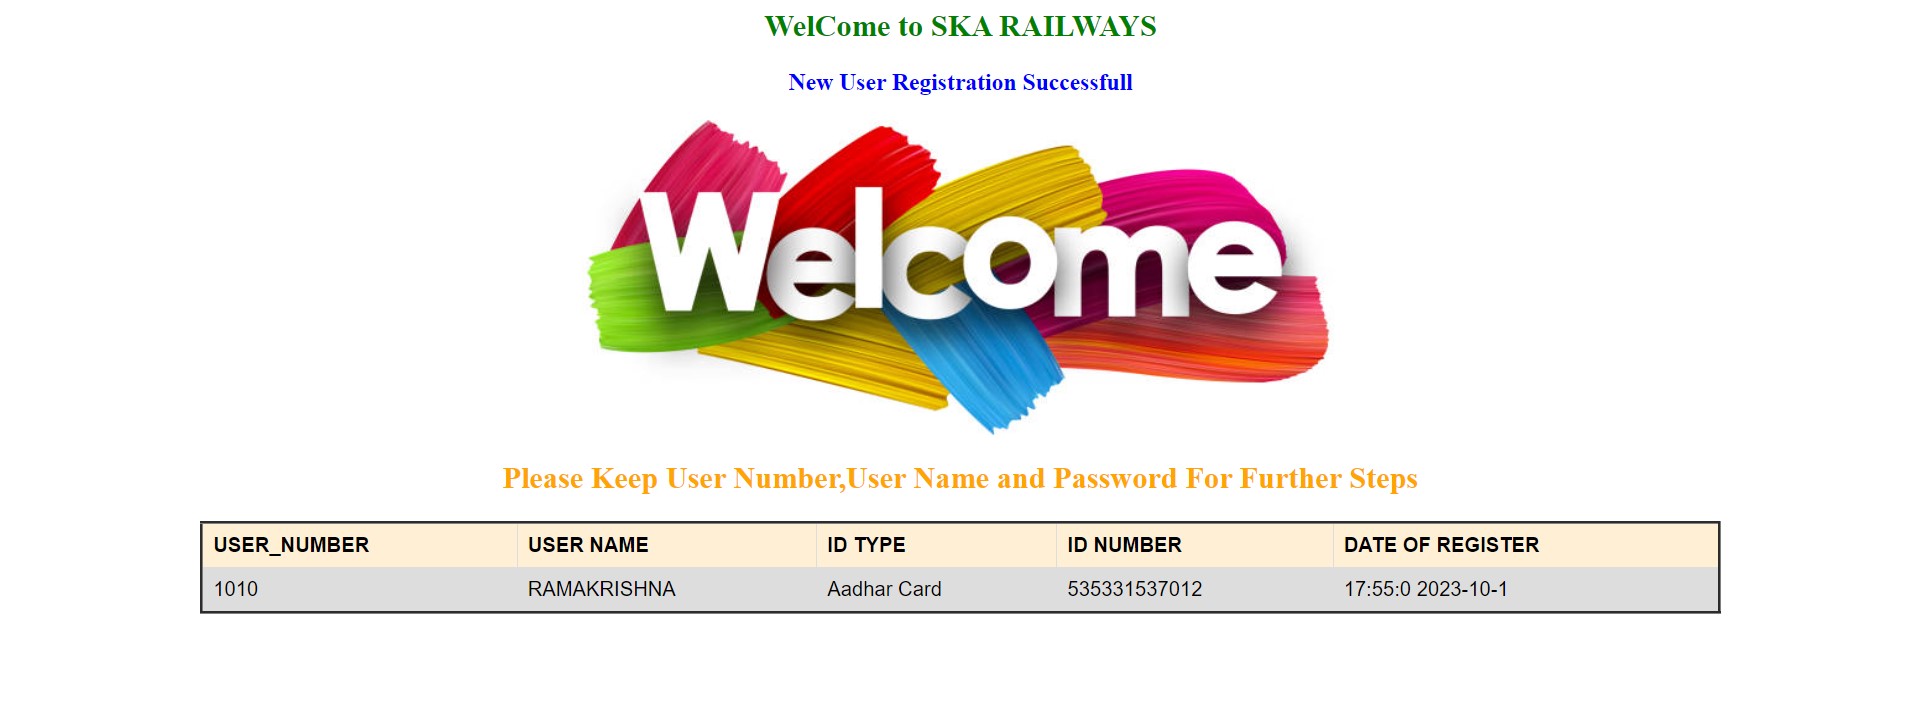 WelCome to SKA RAILWAYS
New User Registration Successfull
Welcome
Please Keep User Number,User Name and Password For Further Steps
USER_NUMBER USER NAME ID TYPE ID NUMBER DATE OF REGISTER
1010 RAMAKRISHNA Aadhar Card 535331537012 17:55:0 2023-10-1